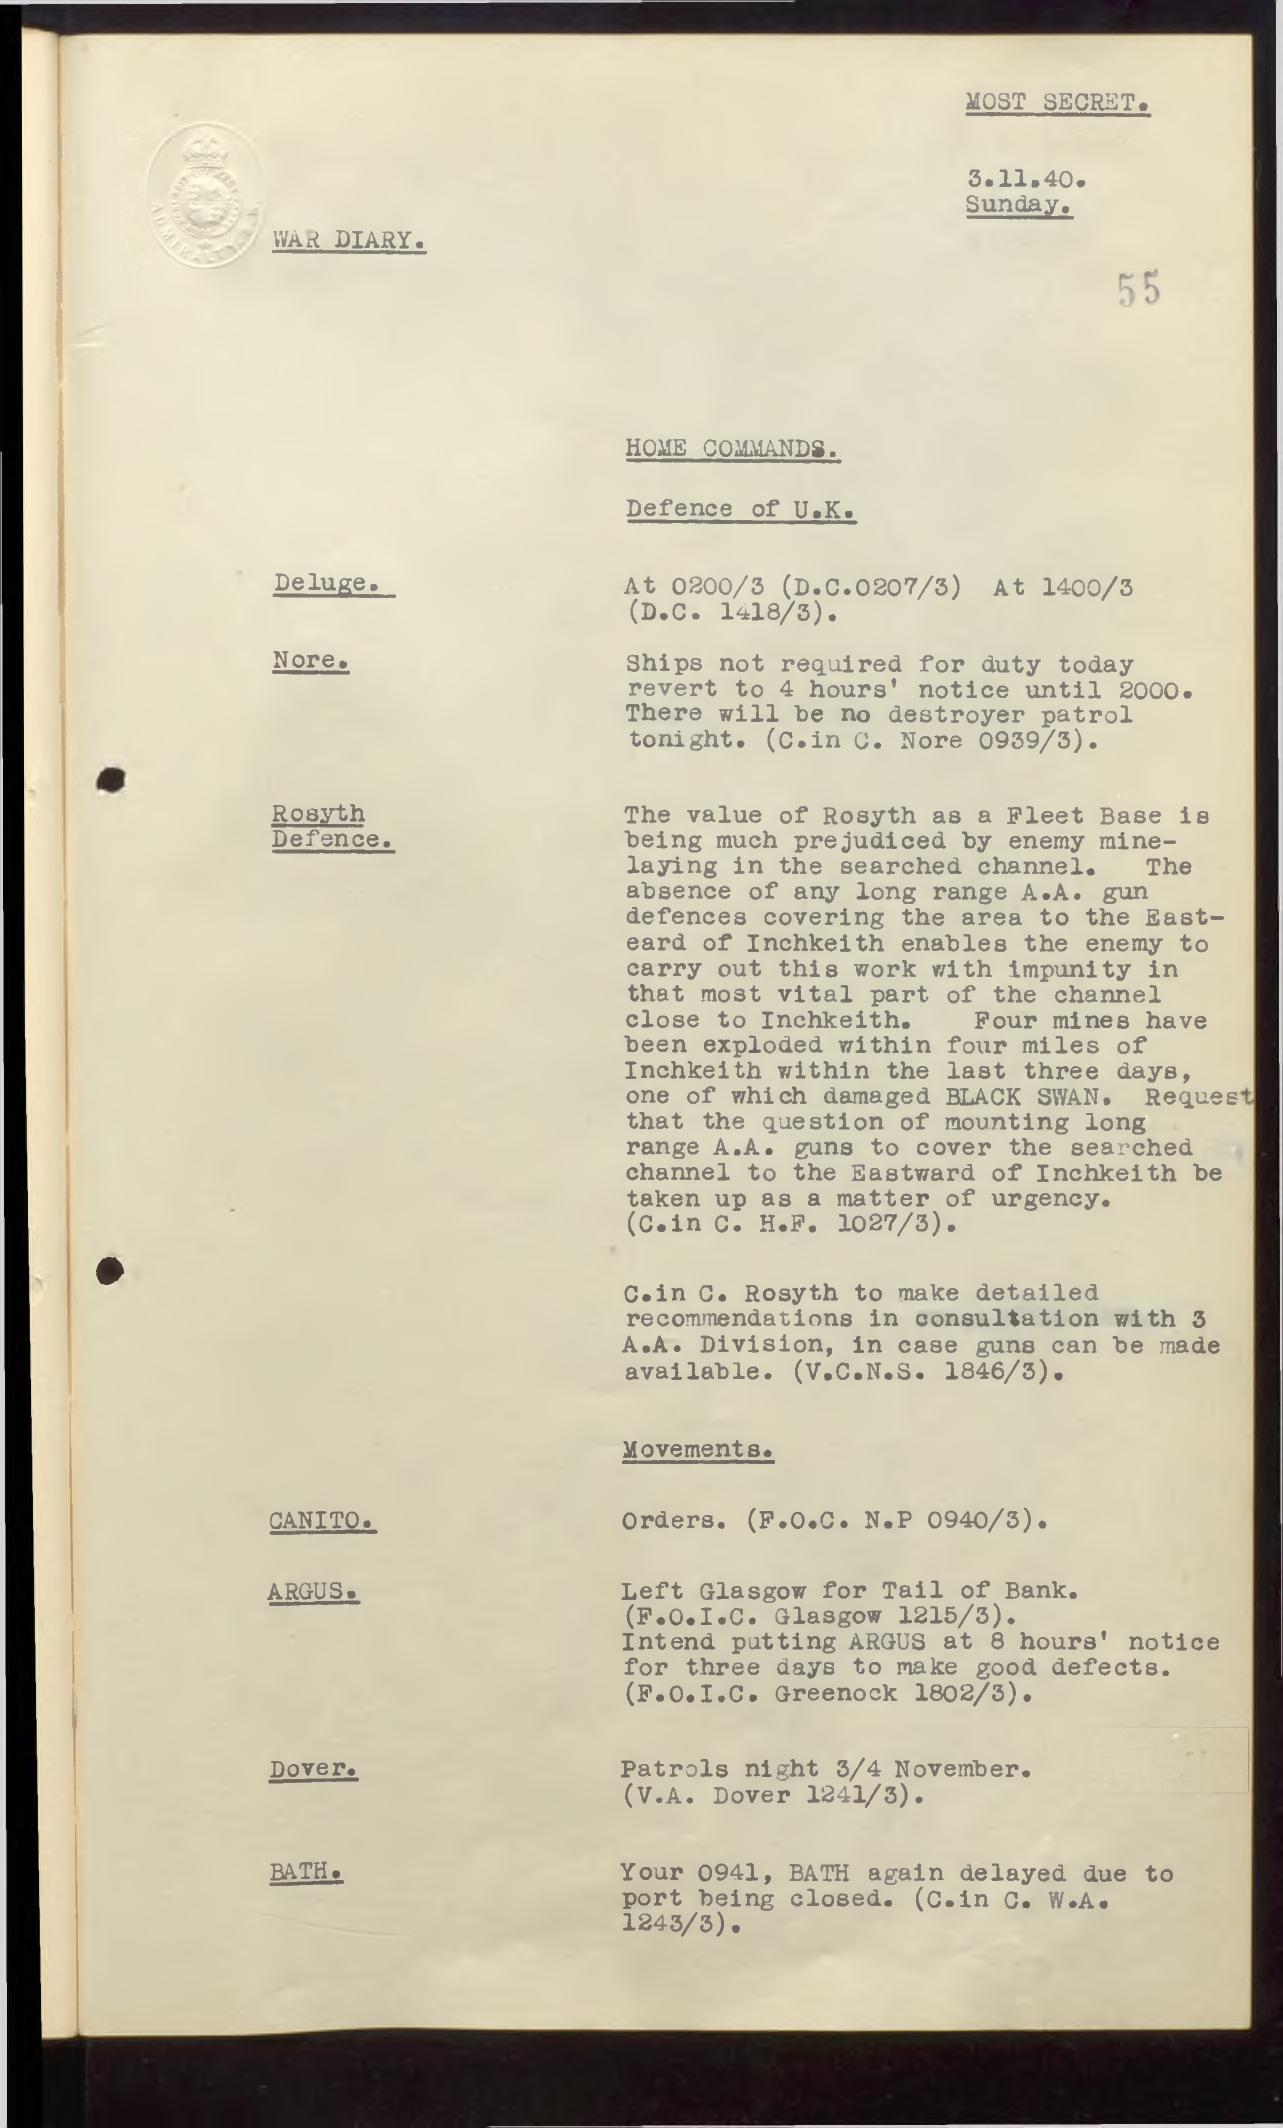 MOST SECRET.
3.11.40.
Sunday.
ADMIRALTY
WAR DIARY.
55
HOME COMMANDS.
Defence of U.K.
Deluge. At 0200/3 (D.C.0207/3) At 1400/3
(D.C. 1418/3).
Nore. Ships not required for duty today
revert to 4 hours' notice until 2000.
There will be no destroyer patrol
tonight. (C.in C. Nore 0939/3).
Rosyth The value of Rosyth as a Fleet Base is
Defence. being much prejudiced by enemy mine-
laying in the searched channel. The
absence of any long range A.A. gun
defences covering the area to the East-
eard of Inchkeith enables the enemy to
carry out this work with impunity in
that most vital part of the channel
close to Inchkeith. Four mines have
been exploded within four miles of
Inchkeith within the last three days,
one of which damaged BLACK SWAN. Request
that the question of mounting long
range A.A. guns to cover the searched
channel to the Eastward of Inchkeith be
taken up as a matter of urgency.
(C.in C. H.F. 1027/3).
C.in C. Rosyth to make detailed
recommendations in consultation with 3
A.A. Division, in case guns can be made
available. (V.C.N.S. 1846/3).
Movements.
CANITO. Orders. (F.O.C. N.P 0940/3).
ARGUS. Left Glasgow for Tail of Bank.
(F.O.I.C. Glasgow 1215/3).
Intend putting ARGUS at 8 hours' notice
for three days to make good defects.
(F.O.I.C. Greenock 1802/3).
Dover. Patrols night 3/4 November.
(V.A. Dover 1241/3).
BATH. Your 0941, BATH again delayed due to
port being closed. (C.in C. W.A.
1243/3).